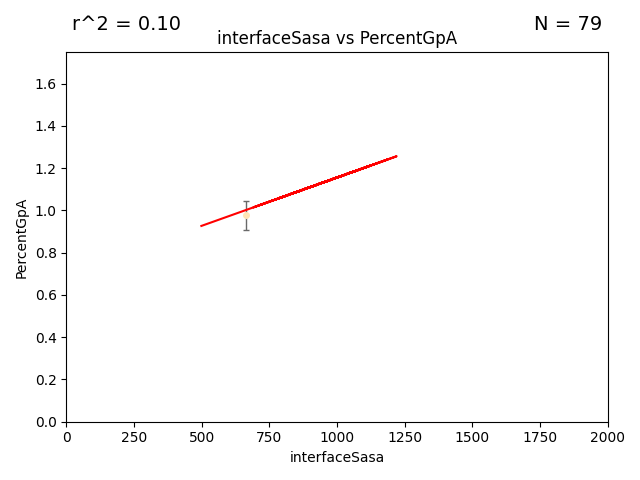 r^2 = 0.10
N = 79
interfaceSasa vs PercentGpA
PercentGpA
1.6
1.4
1.2
1.0
0.8
0.6
0.4
0.2
0.0
0 250 500 750 1000 1250 1500 1750 2000
interfaceSasa